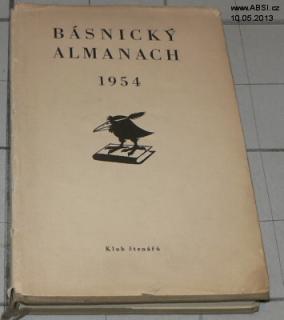 www.ABSI.cz
10.05.2013
BÁSNICKÝ
ALMANACH
1954
Klub čtenářů